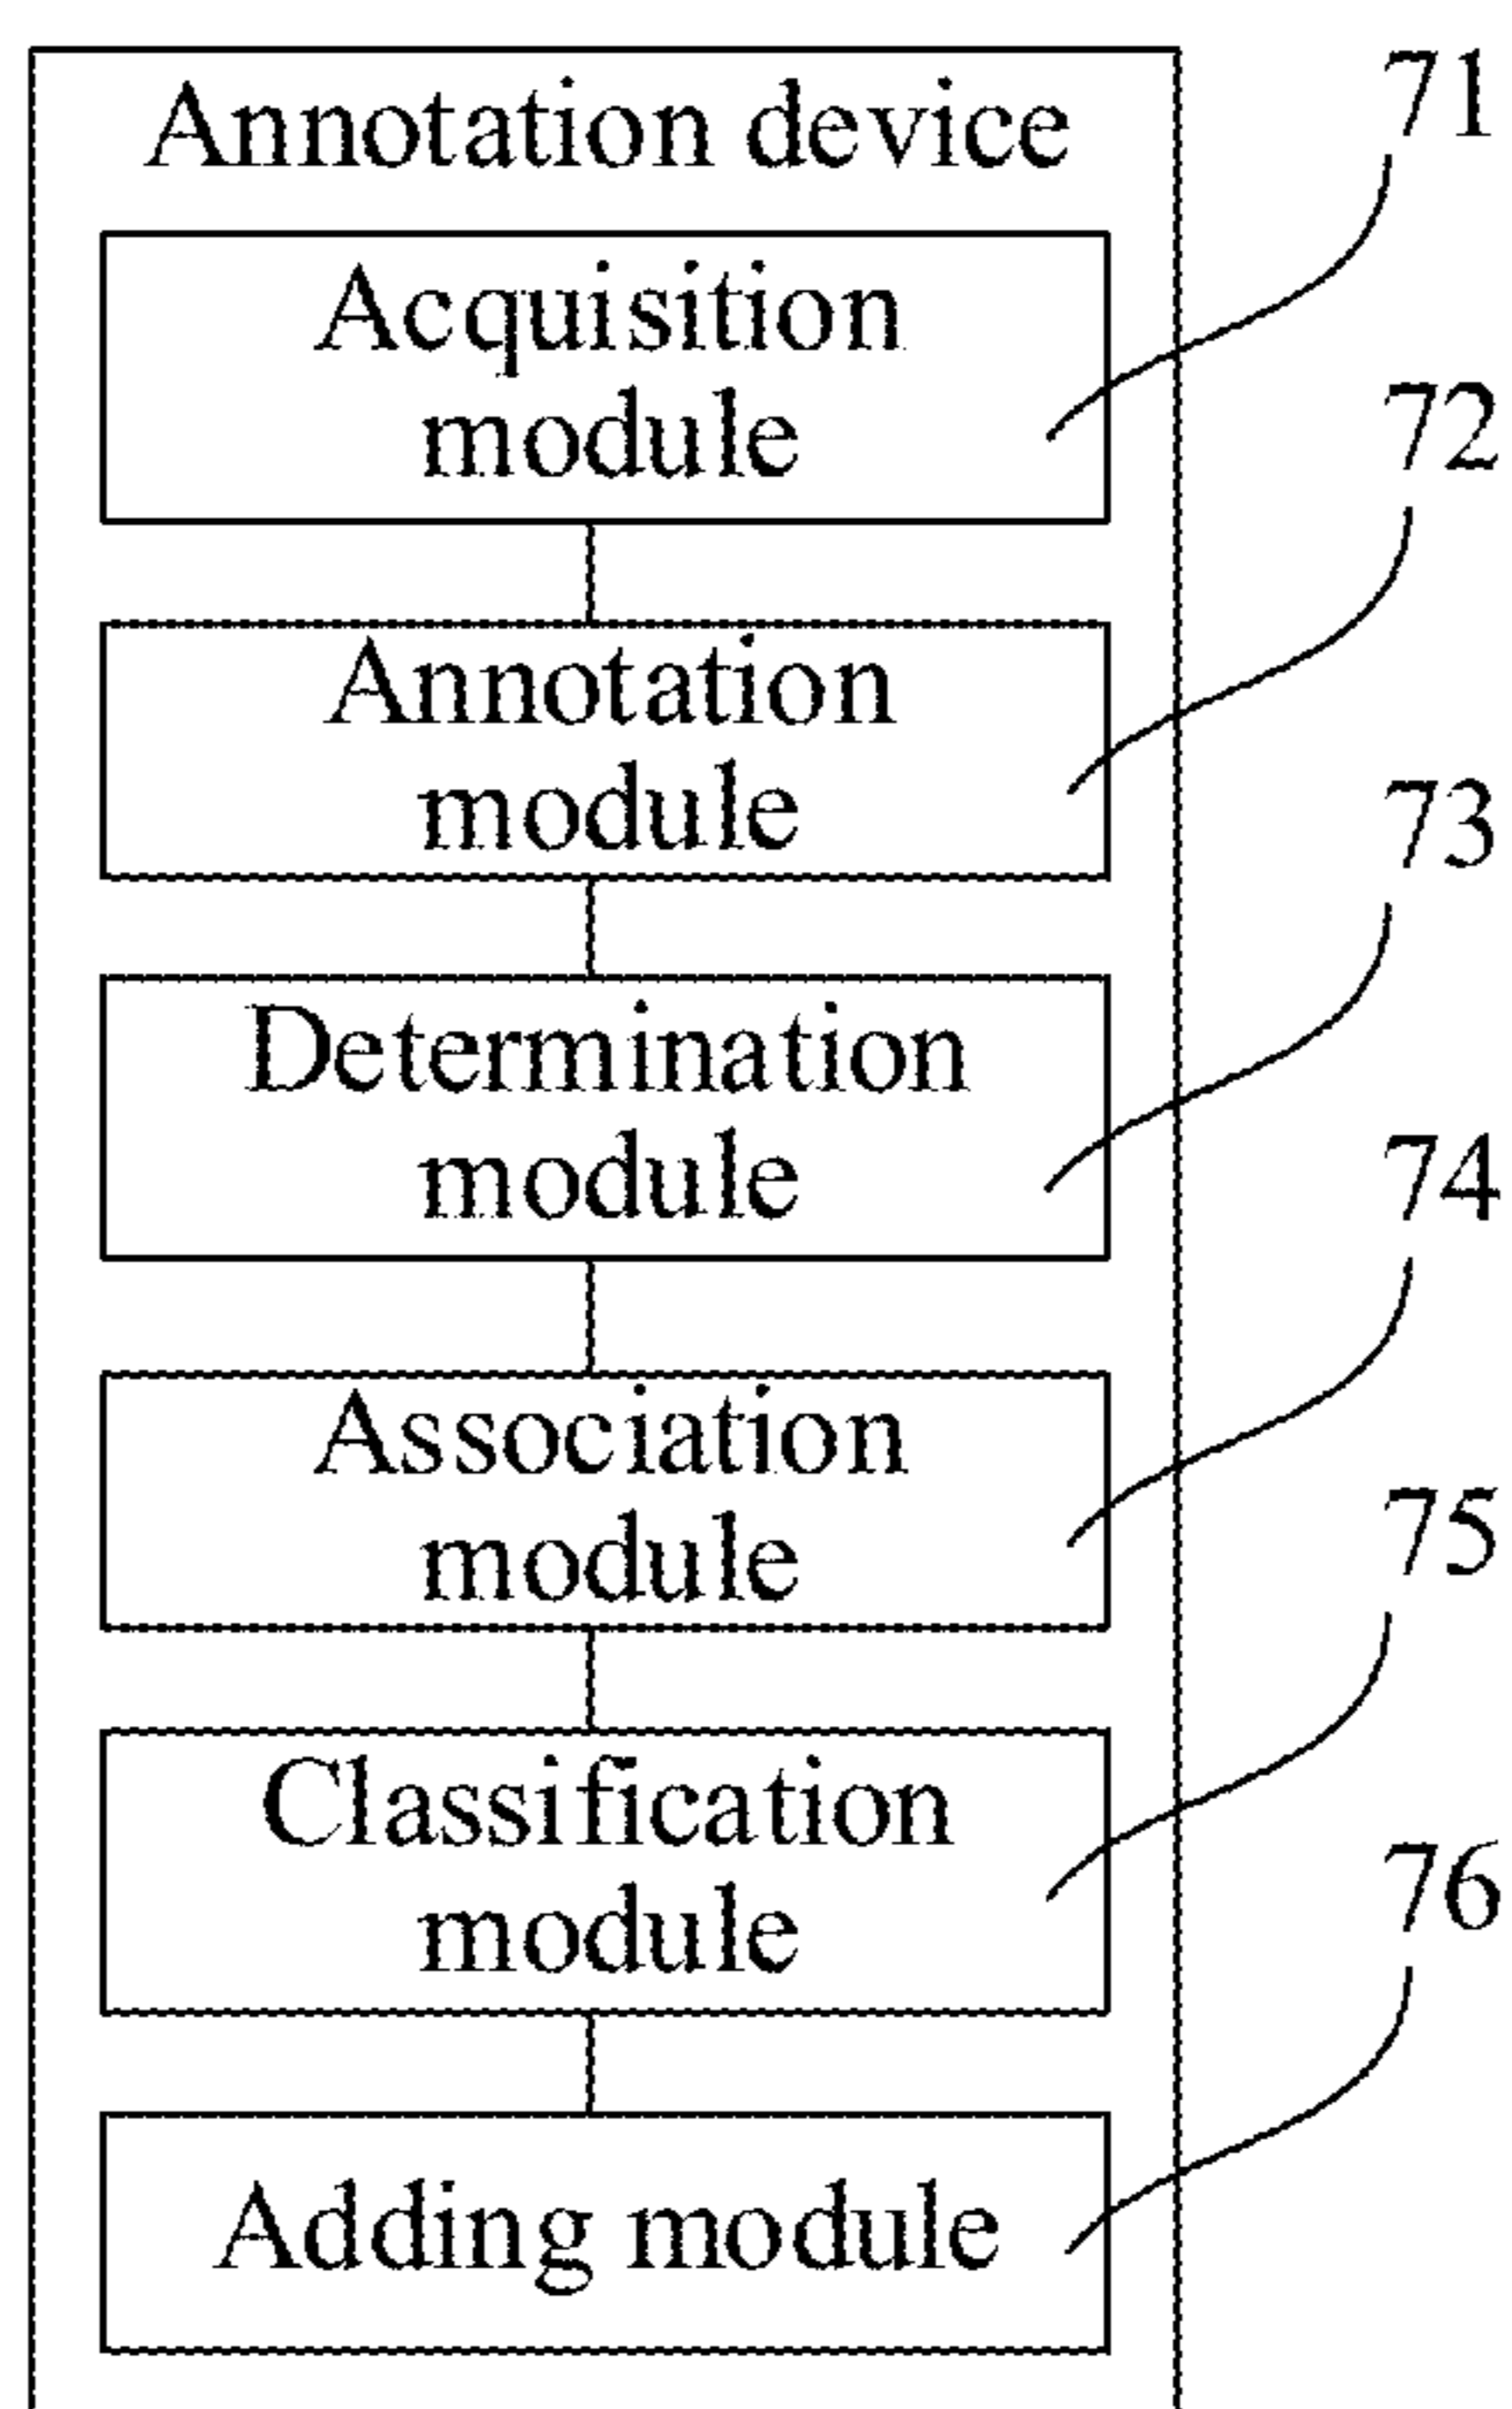 Annotation device
71
Acquisition
module
72
Annotation
module
73
Determination
module
74
Association
module
75
Classification
module
76
Adding module